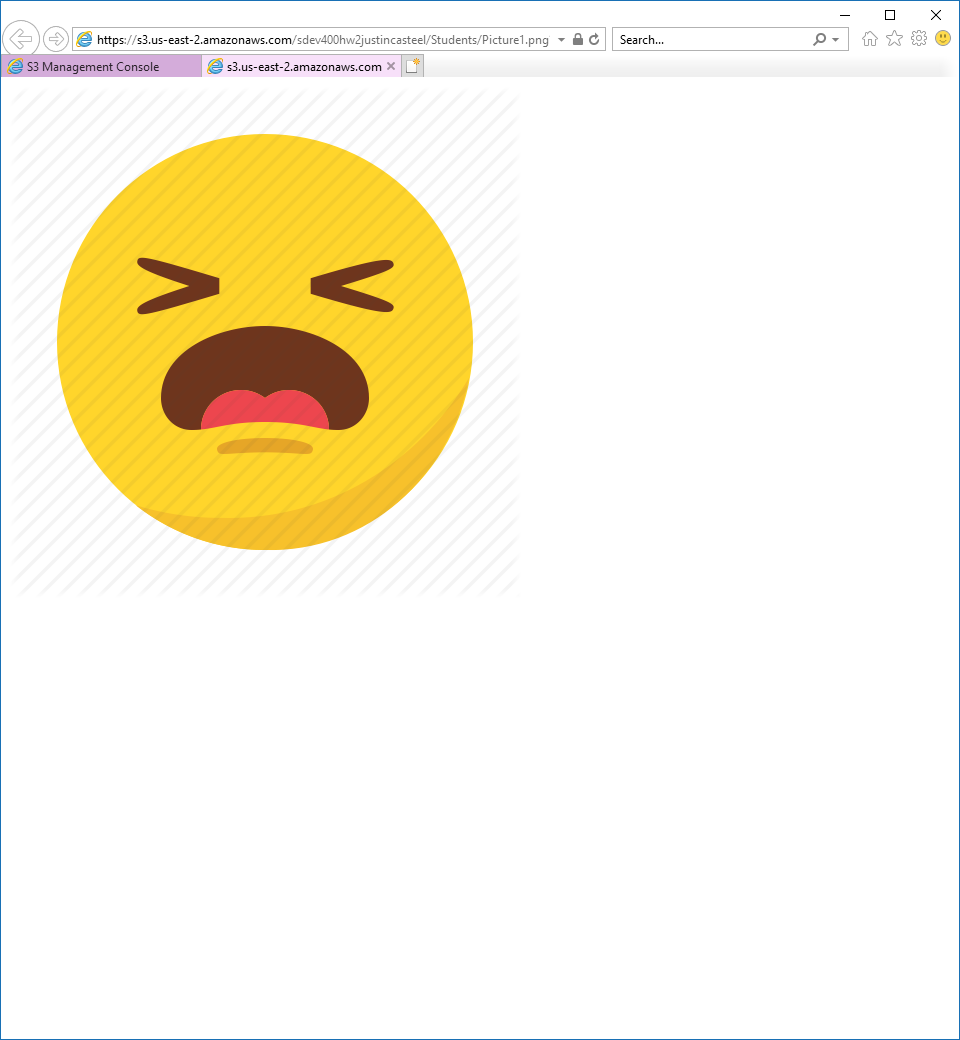 https://s3.us-east-2.amazonaws.com/sdev400hw2justincasteel/Students/Picture1.png
Search...
S3 Management Console
s3.us-east-2.amazonaws.com